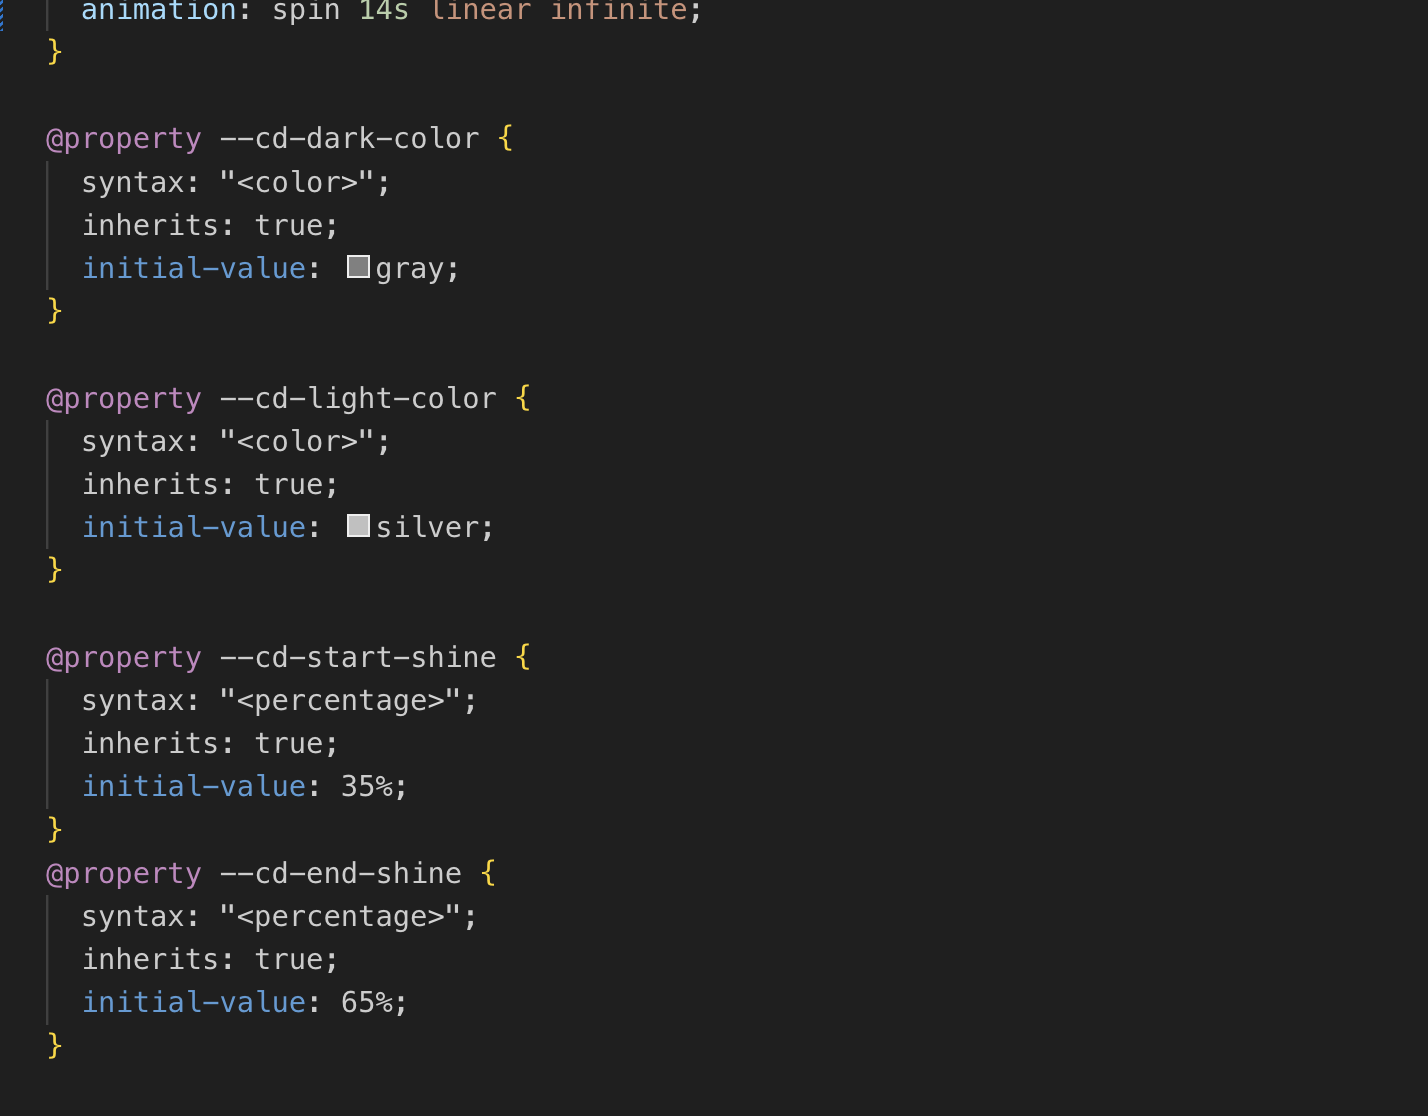 animation: spin 14s linear infinite;
}
@property --cd-dark-color {
syntax: "<color>";
inherits: true;
initial-value: gray;
}
@property --cd-light-color {
syntax: "<color>";
inherits: true;
initial-value: silver;
}
@property --cd-start-shine {
syntax: "<percentage>";
inherits: true;
initial-value: 35%;
}
@property --cd-end-shine {
syntax: "<percentage>";
inherits: true;
initial-value: 65%;
}